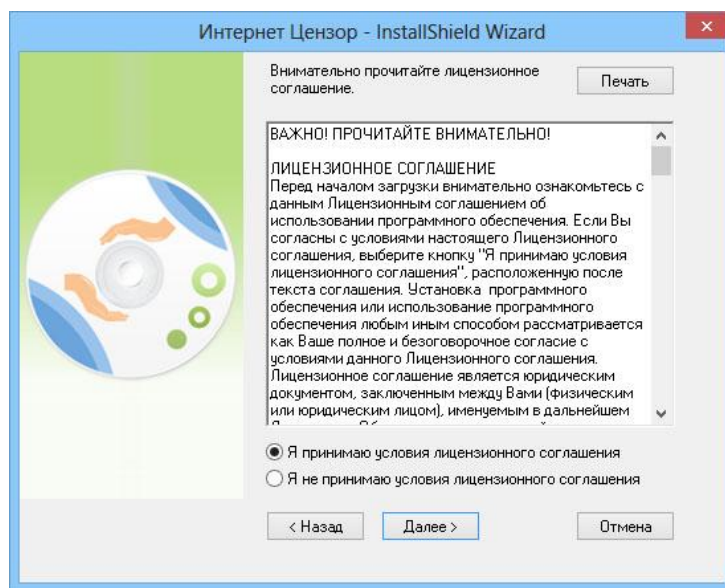 Интернет Цензор - InstallShield Wizard
Внимательно прочитайте лицензионное
соглашение.
Печать
ВАЖНО! ПРОЧИТАЙТЕ ВНИМАТЕЛЬНО!
ЛИЦЕНЗИОННОЕ СОГЛАШЕНИЕ
Перед началом загрузки внимательно ознакомьтесь с
данным Лицензионным соглашением об
использовании программного обеспечения. Если Вы
согласны с условиями настоящего Лицензионного
соглашения, выберите кнопку "Я принимаю условия
лицензионного соглашения", расположенную после
текста соглашения. Установка программного
обеспечения или использование программного
обеспечения любым иным способом рассматривается
как Ваше полное и безоговорочное согласие с
условиями данного Лицензионного соглашения.
Лицензионное соглашение является юридическим
документом, заключенным между Вами (физическим
или юридическим лицом), именуемым в дальнейшем
Я принимаю условия лицензионного соглашения
Я не принимаю условия лицензионного соглашения
< Назад
Далее >
Отмена